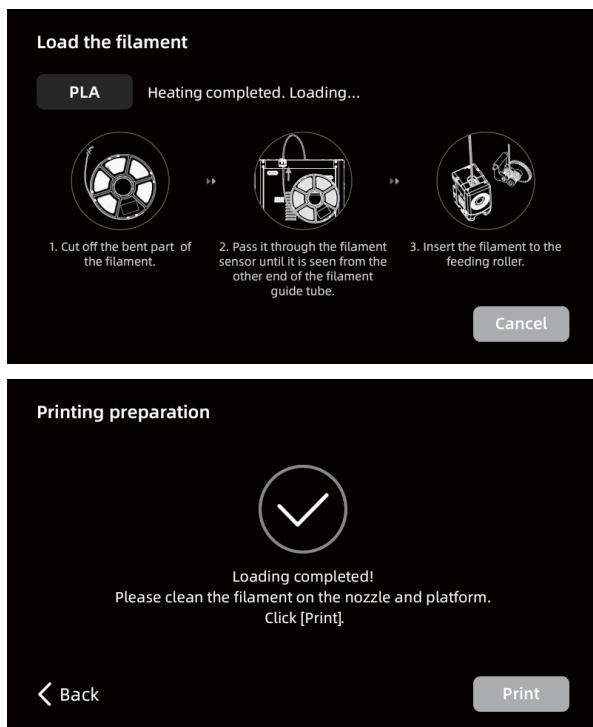 Load the filament
PLA
Heating completed. Loading...
1. Cut off the bent part of
the filament.
2. Pass it through the filament
sensor until it is seen from the
other end of the filament
guide tube.
3. Insert the filament to the
feeding roller.
Cancel
Printing preparation
Loading completed!
Please clean the filament on the nozzle and platform.
Click [Print].
Back
Print